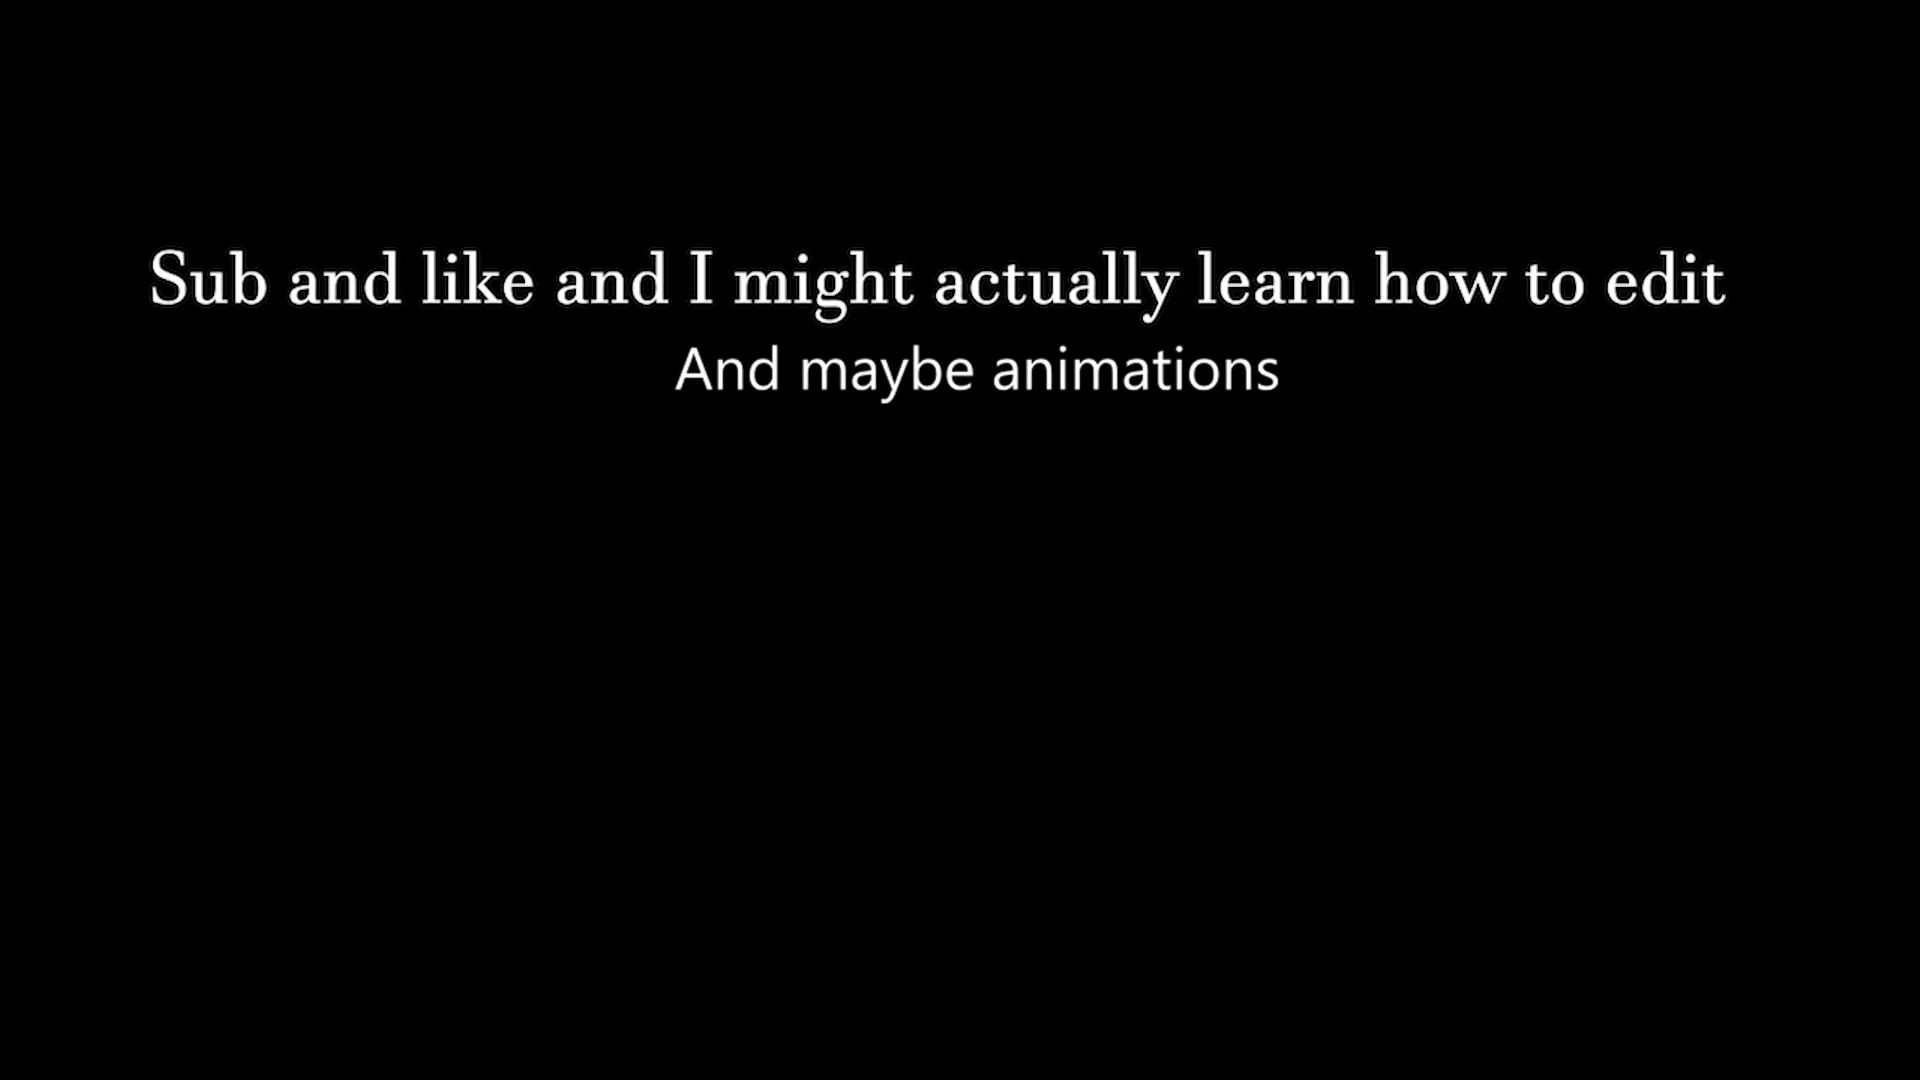 Sub and like and I might actually learn how to edit
And maybe animations